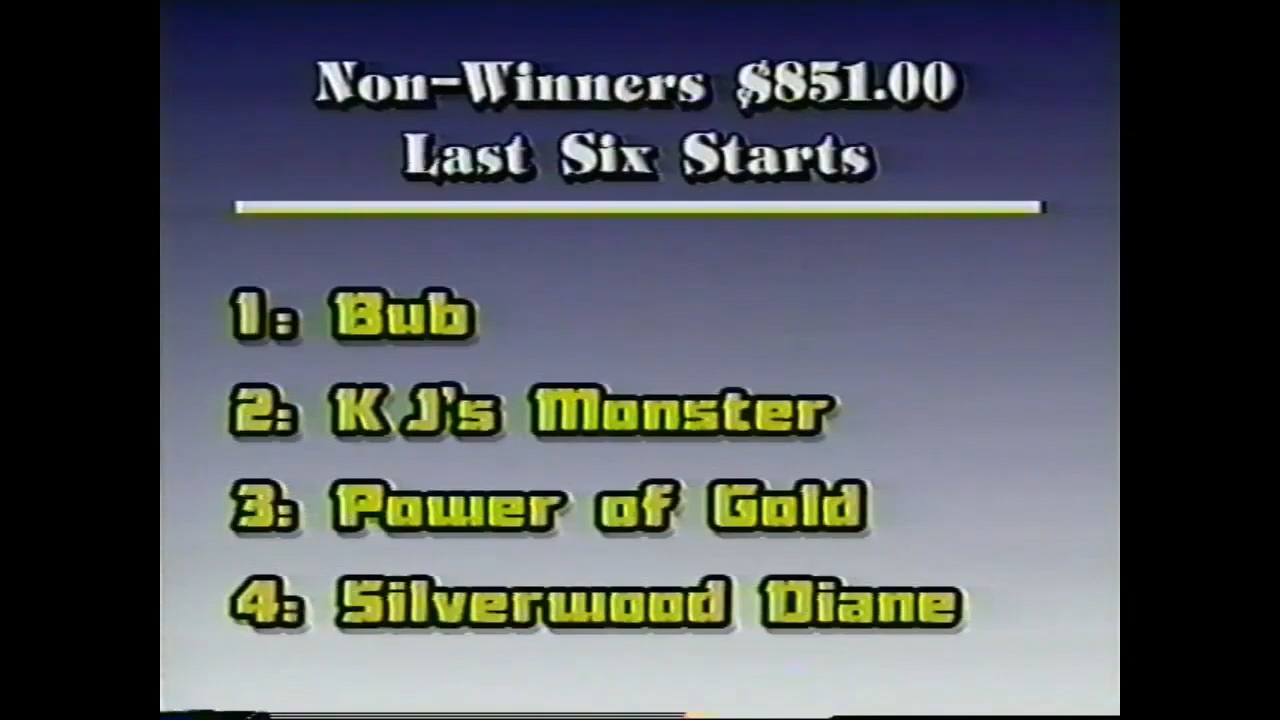 Non-Winners $851.00
Last Six Starts
1: Bub
2: K J's Monster
3: Power of Gold
4: Silverwood Diane